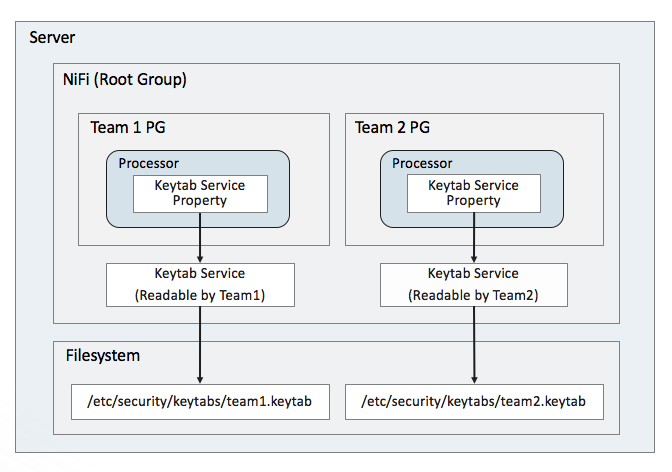 Server
NiFi (Root Group)
Team 1 PG
Processor
Keytab Service
Property
Team 2 PG
Processor
Keytab Service
Property
Keytab Service
(Readable by Team1)
Keytab Service
(Readable by Team2)
Filesystem
/etc/security/keytabs/team1.keytab
/etc/security/keytabs/team2.keytab